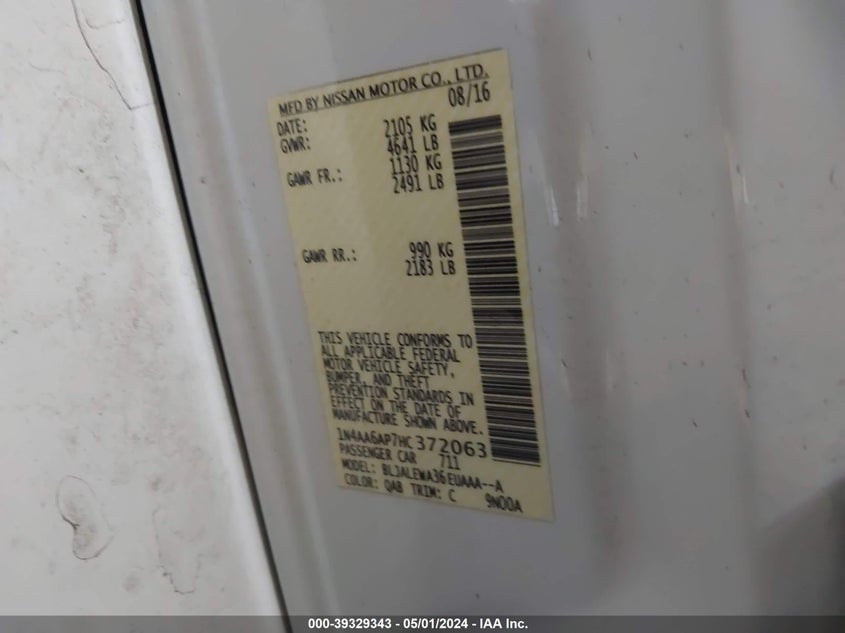 MFD BY NISSAN MOTOR CO., LTD.
DATE: 08/16
GVWR: 2105 KG
4641 LB
GAWR FR.: 1130 KG
2491 LB
GAWR RR.: 990 KG
2183 LB
THIS VEHICLE CONFORMS TO
ALL APPLICABLE FEDERAL
MOTOR VEHICLE SAFETY,
BUMPER, AND THEFT
PREVENTION STANDARDS IN
EFFECT ON THE DATE OF
MANUFACTURE SHOWN ABOVE.
1N4AA6AP7HC372063
PASSENGER CAR 711
MODEL: BLJALEWA36EUAAA--A
COLOR: QAB TRIM: C 9N00A
000-39329343 - 05/01/2024 - IAA Inc.